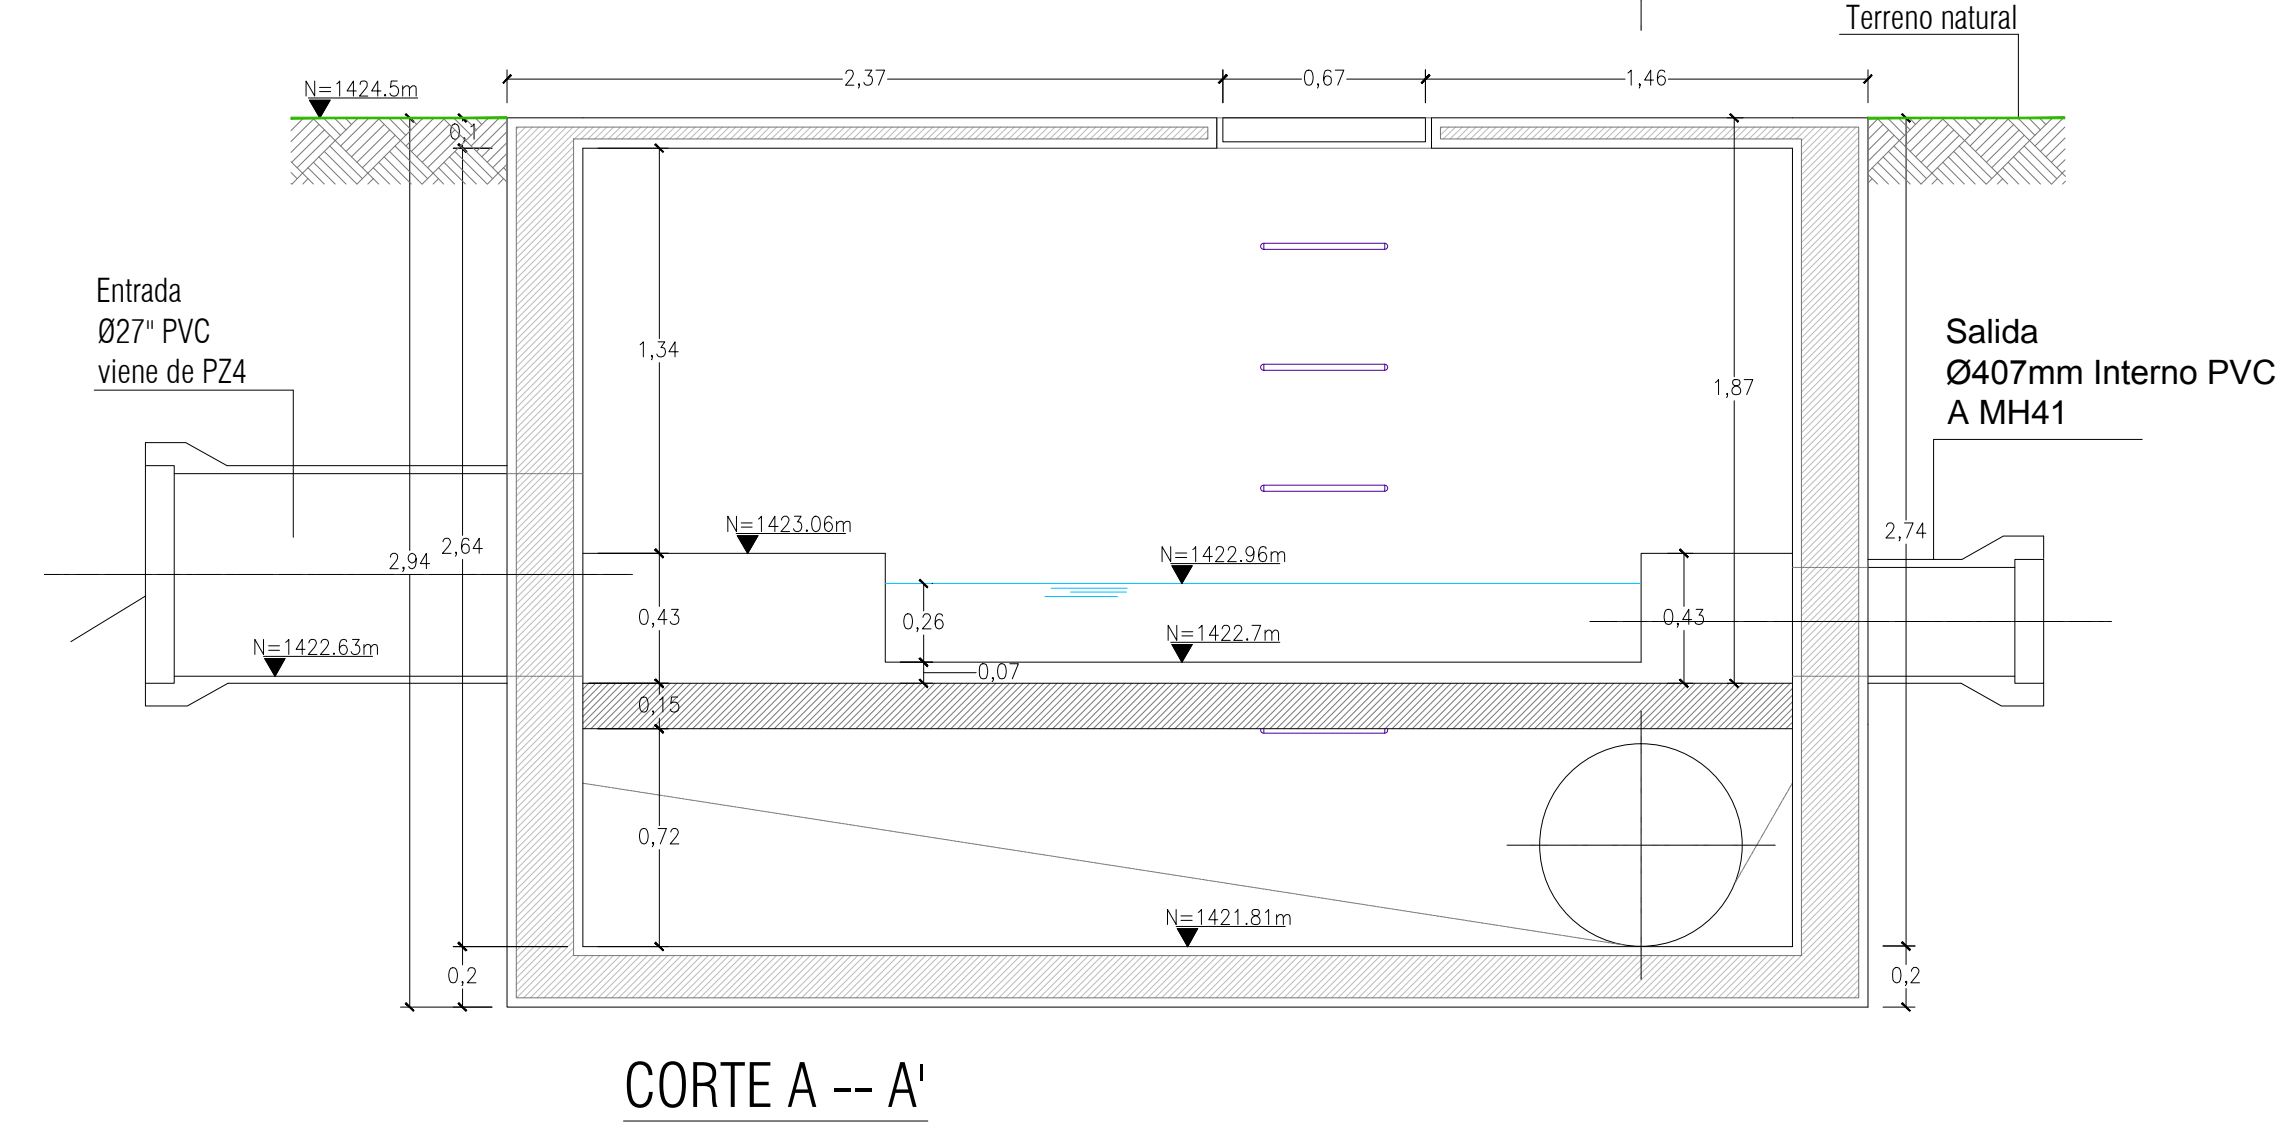 Terreno natural
2,37
0,67
1,46
N=1424.5m
0,1
Entrada
Ø27" PVC
viene de PZ4
Salida
Ø407mm Interno PVC
A MH41
1,34
1,87
N=1423.06m
N=1422.96m
2,94
2,64
2,74
0,43
0,26
0,43
N=1422.63m
N=1422.7m
0,07
0,15
0,72
N=1421.81m
0,2
0,2
CORTE A -- A'